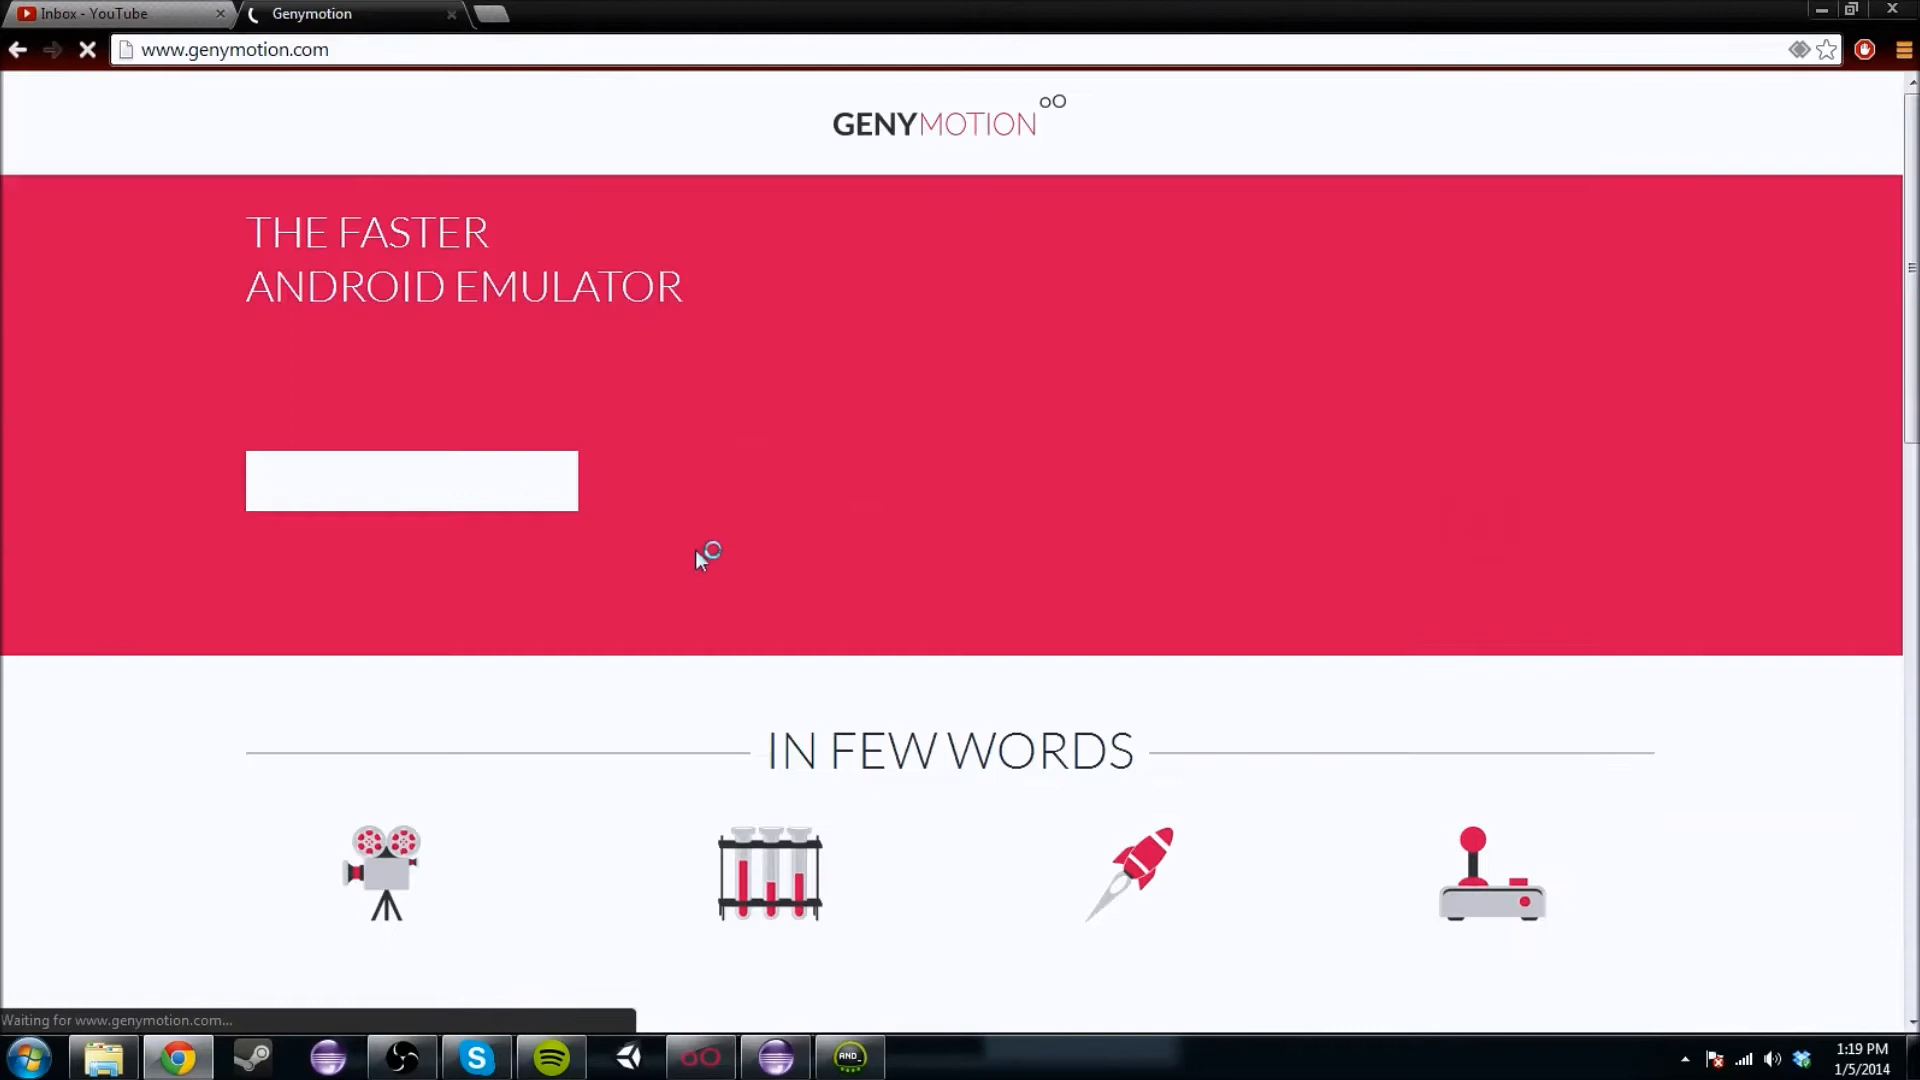 Inbox - YouTube
Genymotion
www.genymotion.com
GENYMOTION
THE FASTER
ANDROID EMULATOR
IN FEW WORDS
Waiting for www.genymotion.com...
AND_
1:19 PM
1/5/2014